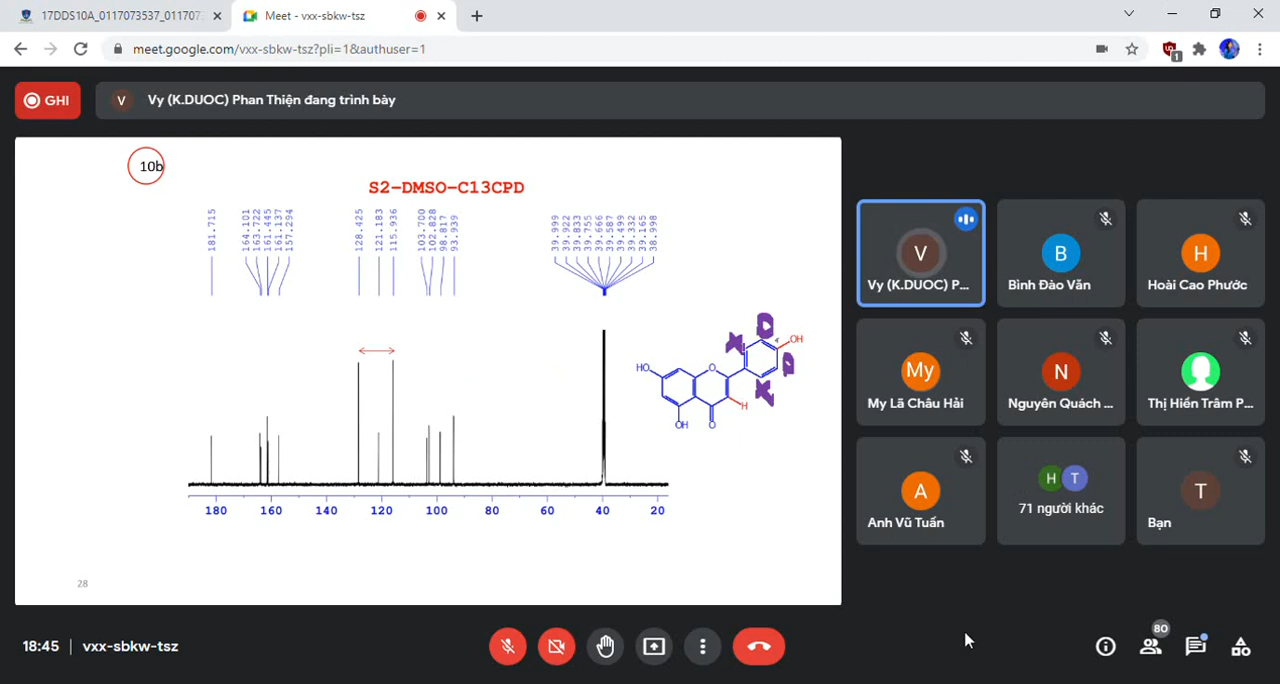 17DDS10A_0117073537_011707
Meet - vxx-sbkw-tsz
meet.google.com/vxx-sbkw-tsz?pli=1&authuser=1
1
GHI
V
Vy (K.DUOC) Phan Thiện đang trình bày
10b
S2-DMSO-C13CPD
181.715
164.101
163.722
161.445
161.137
157.294
128.425
121.183
115.936
103.700
102.828
98.817
93.939
39.999
39.922
39.833
39.755
39.666
39.587
39.499
39.332
39.165
38.998
HO
O
OH
H
OH
O
180 160 140 120 100 80 60 40 20
28
V
Vy (K.DUOC) P...
B
Bình Đào Văn
H
Hoài Cao Phước
My
My Lã Châu Hải
N
Nguyên Quách ...
Thị Hiền Trâm P...
A
Anh Vũ Tuấn
H T
71 người khác
T
Bạn
18:45 | vxx-sbkw-tsz
80